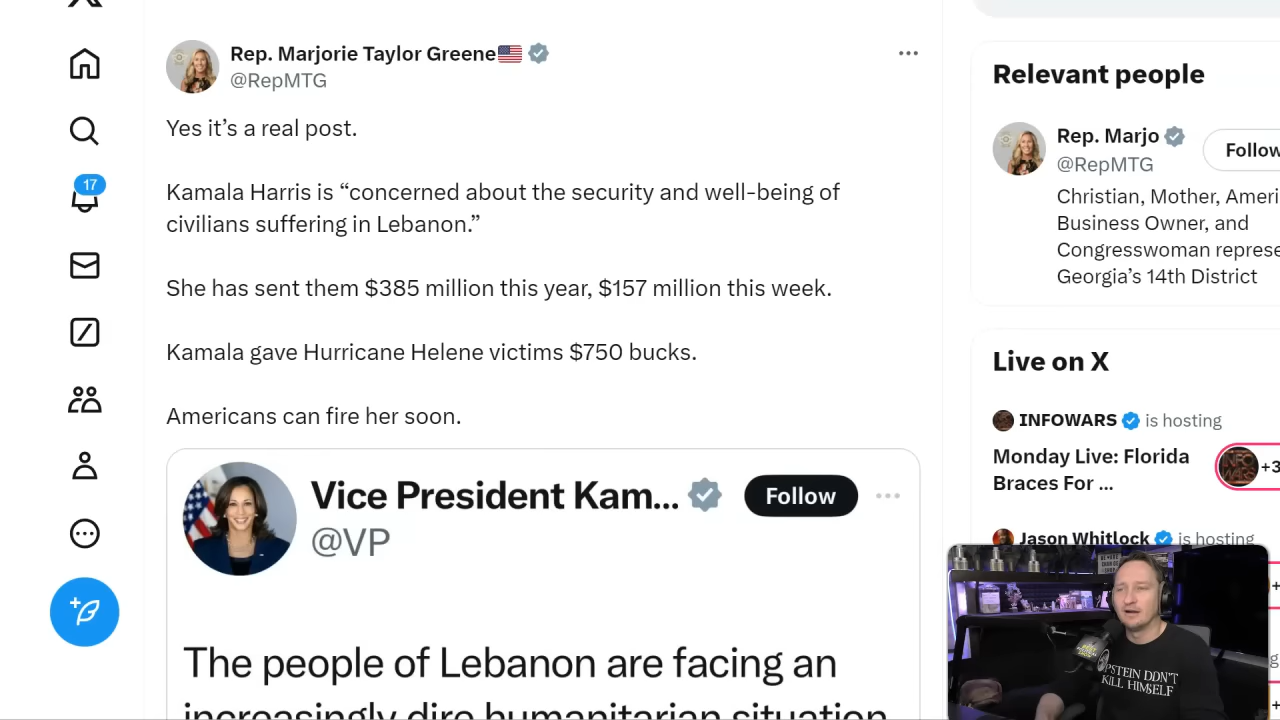 Rep. Marjorie Taylor Greene
@RepMTG
Yes it’s a real post.
Kamala Harris is “concerned about the security and well-being of
civilians suffering in Lebanon.”
She has sent them $385 million this year, $157 million this week.
Kamala gave Hurricane Helene victims $750 bucks.
Americans can fire her soon.
Vice President Kam...
Follow
@VP
The people of Lebanon are facing an
increasingly dire humanitarian situation
17
Relevant people
Rep. Marjo
@RepMTG
Follow
Christian, Mother, Ameri
Business Owner, and
Congresswoman represe
Georgia’s 14th District
Live on X
INFOWARS is hosting
Monday Live: Florida
Braces For ...
+3
Jason Whitlock is hosting
PSTEIN DDN'T
KILL HIMSELF